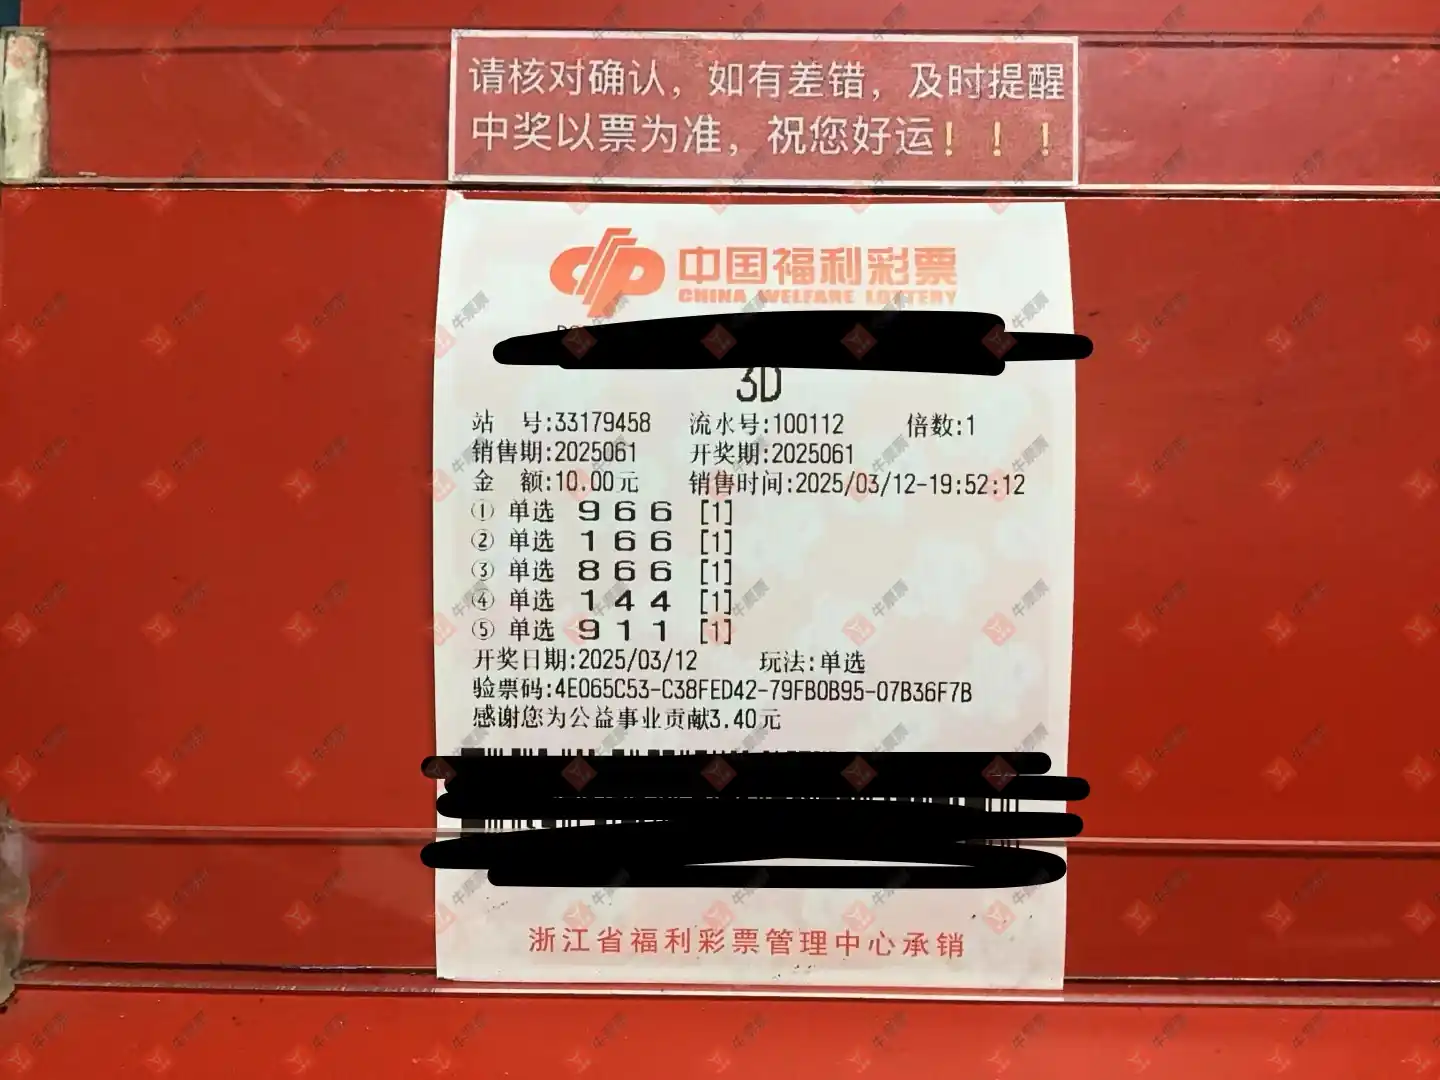 请核对确认，如有差错，及时提醒
中奖以票为准，祝您好运！！！
中国福利彩票
CHINA WELFARE LOTTERY
3D
站 号:33179458 流水号:100112 倍数:1
销售期:2025061 开奖期:2025061
金 额:10.00元 销售时间:2025/03/12-19:52:12
① 单选 9 6 6 [1]
② 单选 1 6 6 [1]
③ 单选 8 6 6 [1]
④ 单选 1 4 4 [1]
⑤ 单选 9 1 1 [1]
开奖日期:2025/03/12 玩法:单选
验票码:4E065C53-C38FED42-79FB0B95-07B36F7B
感谢您为公益事业贡献3.40元
浙江省福利彩票管理中心承销
牛票票